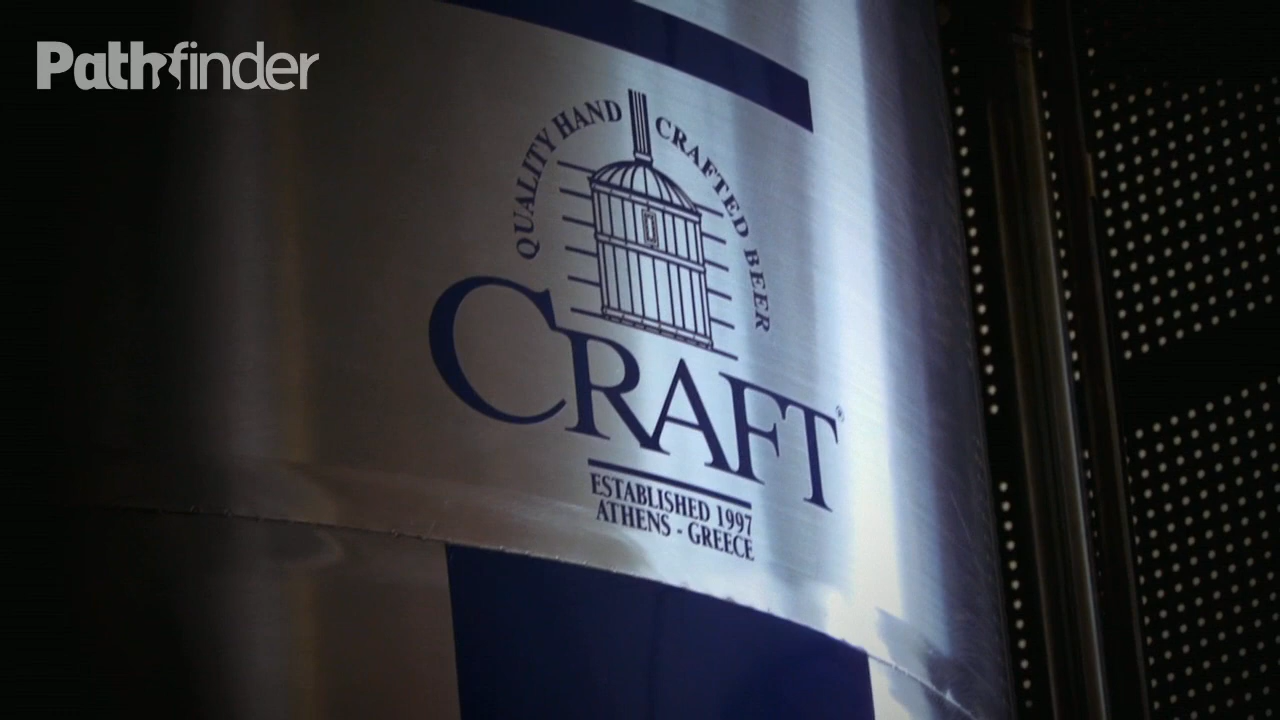 Pathfinder
QUALITY HAND CRAFTED BEER
CRAFT®
ESTABLISHED 1997
ATHENS - GREECE